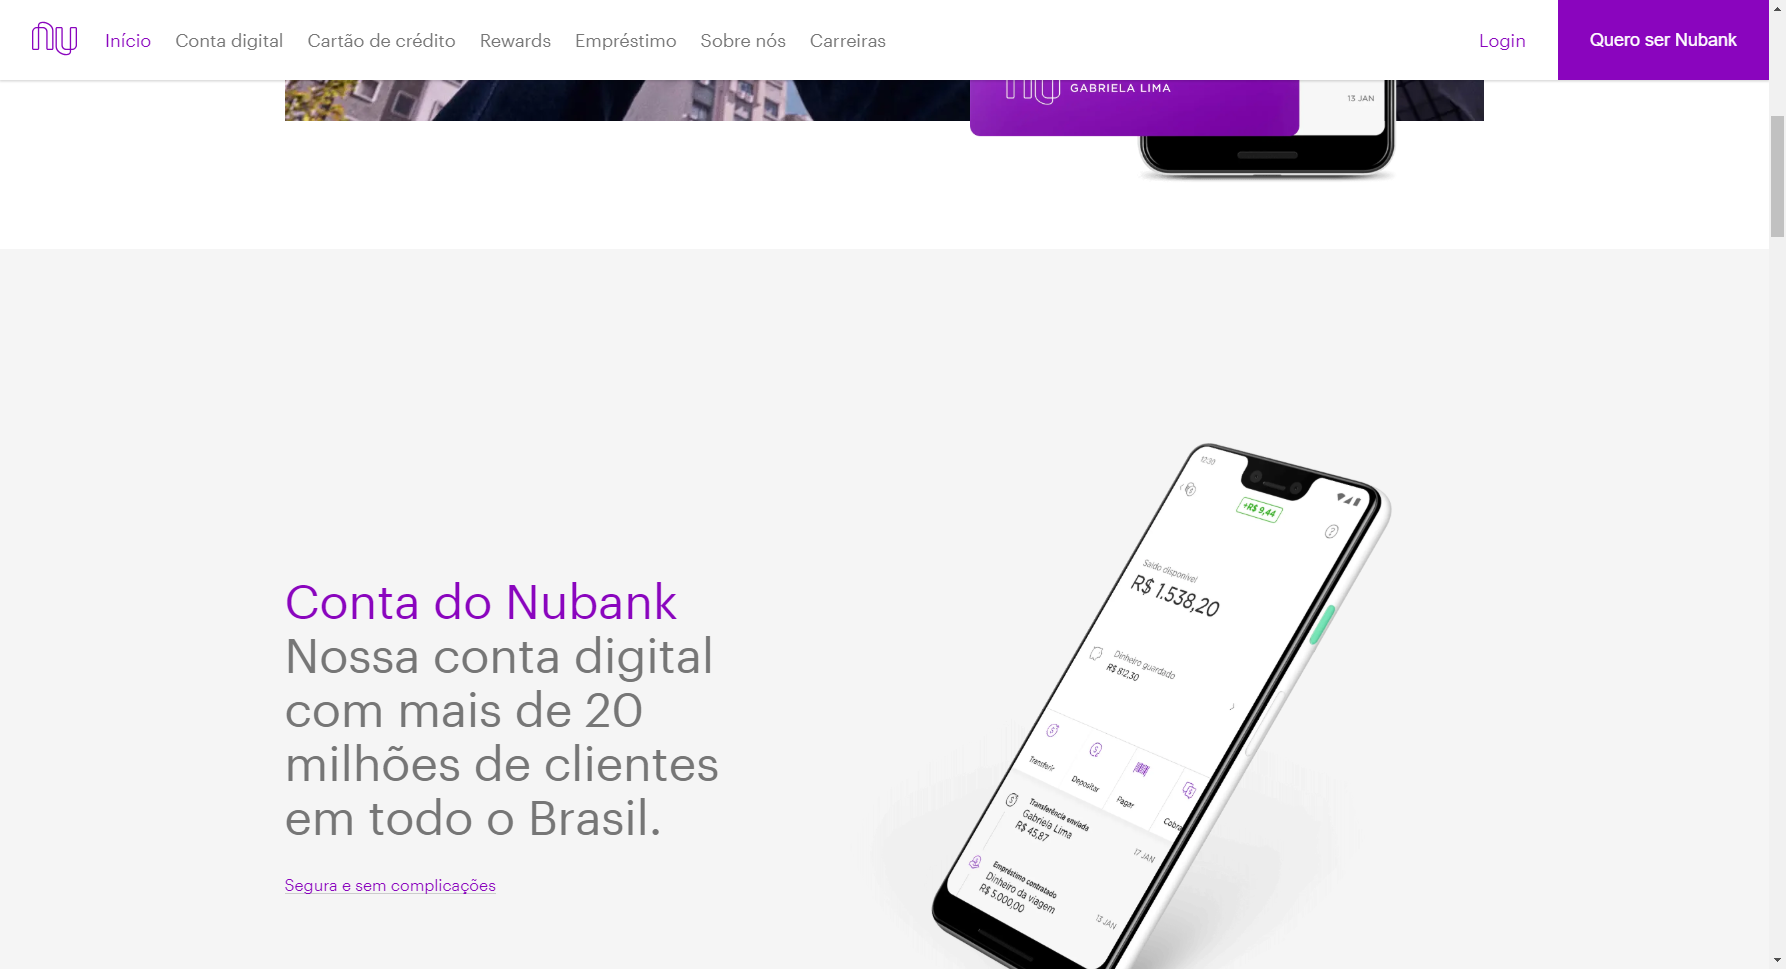 nu
Início
Conta digital
Cartão de crédito
Rewards
Empréstimo
Sobre nós
Carreiras
Login
Quero ser Nubank
nu
GABRIELA LIMA
13 JAN
12:30
+R$ 9,44
Saldo disponível
R$ 1.538,20
Dinheiro guardado
R$ 812,30
Transferir
Depositar
Pagar
Cobra
Transferência enviada
Gabriela Lima
R$ 45,87
17 JAN
Empréstimo contratado
Dinheiro da viagem
R$ 5.000,00
13 JAN
Conta do Nubank
Nossa conta digital
com mais de 20
milhões de clientes
em todo o Brasil.
Segura e sem complicações